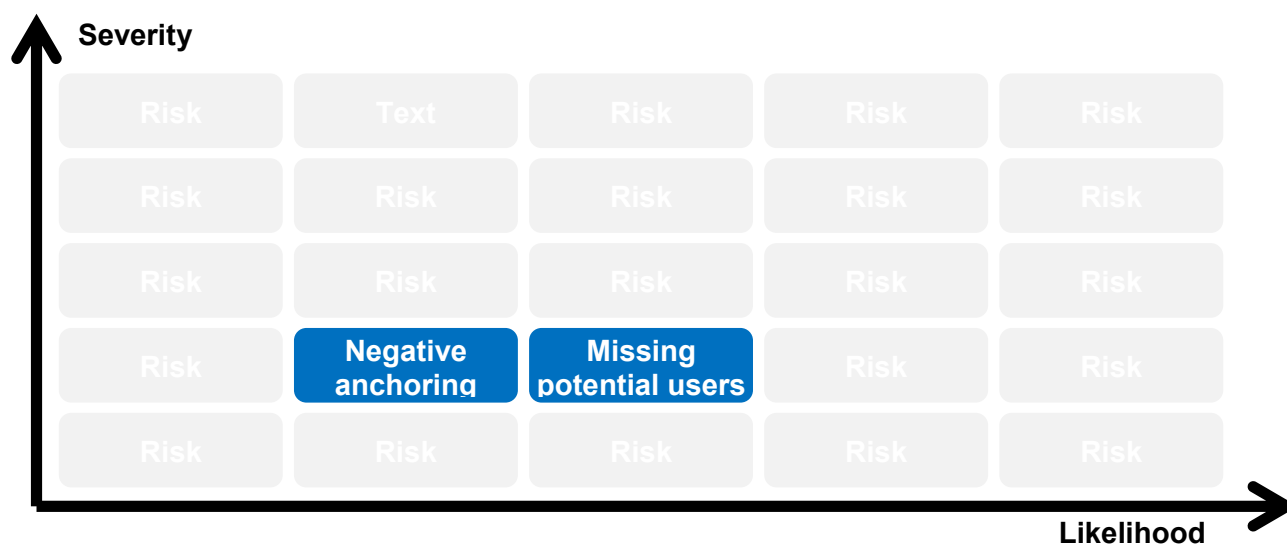 Severity
Risk Text Risk Risk Risk
Risk Risk Risk Risk Risk
Risk Risk Risk Risk Risk
Risk Negative anchoring Missing potential users Risk Risk
Risk Risk Risk Risk Risk
Likelihood